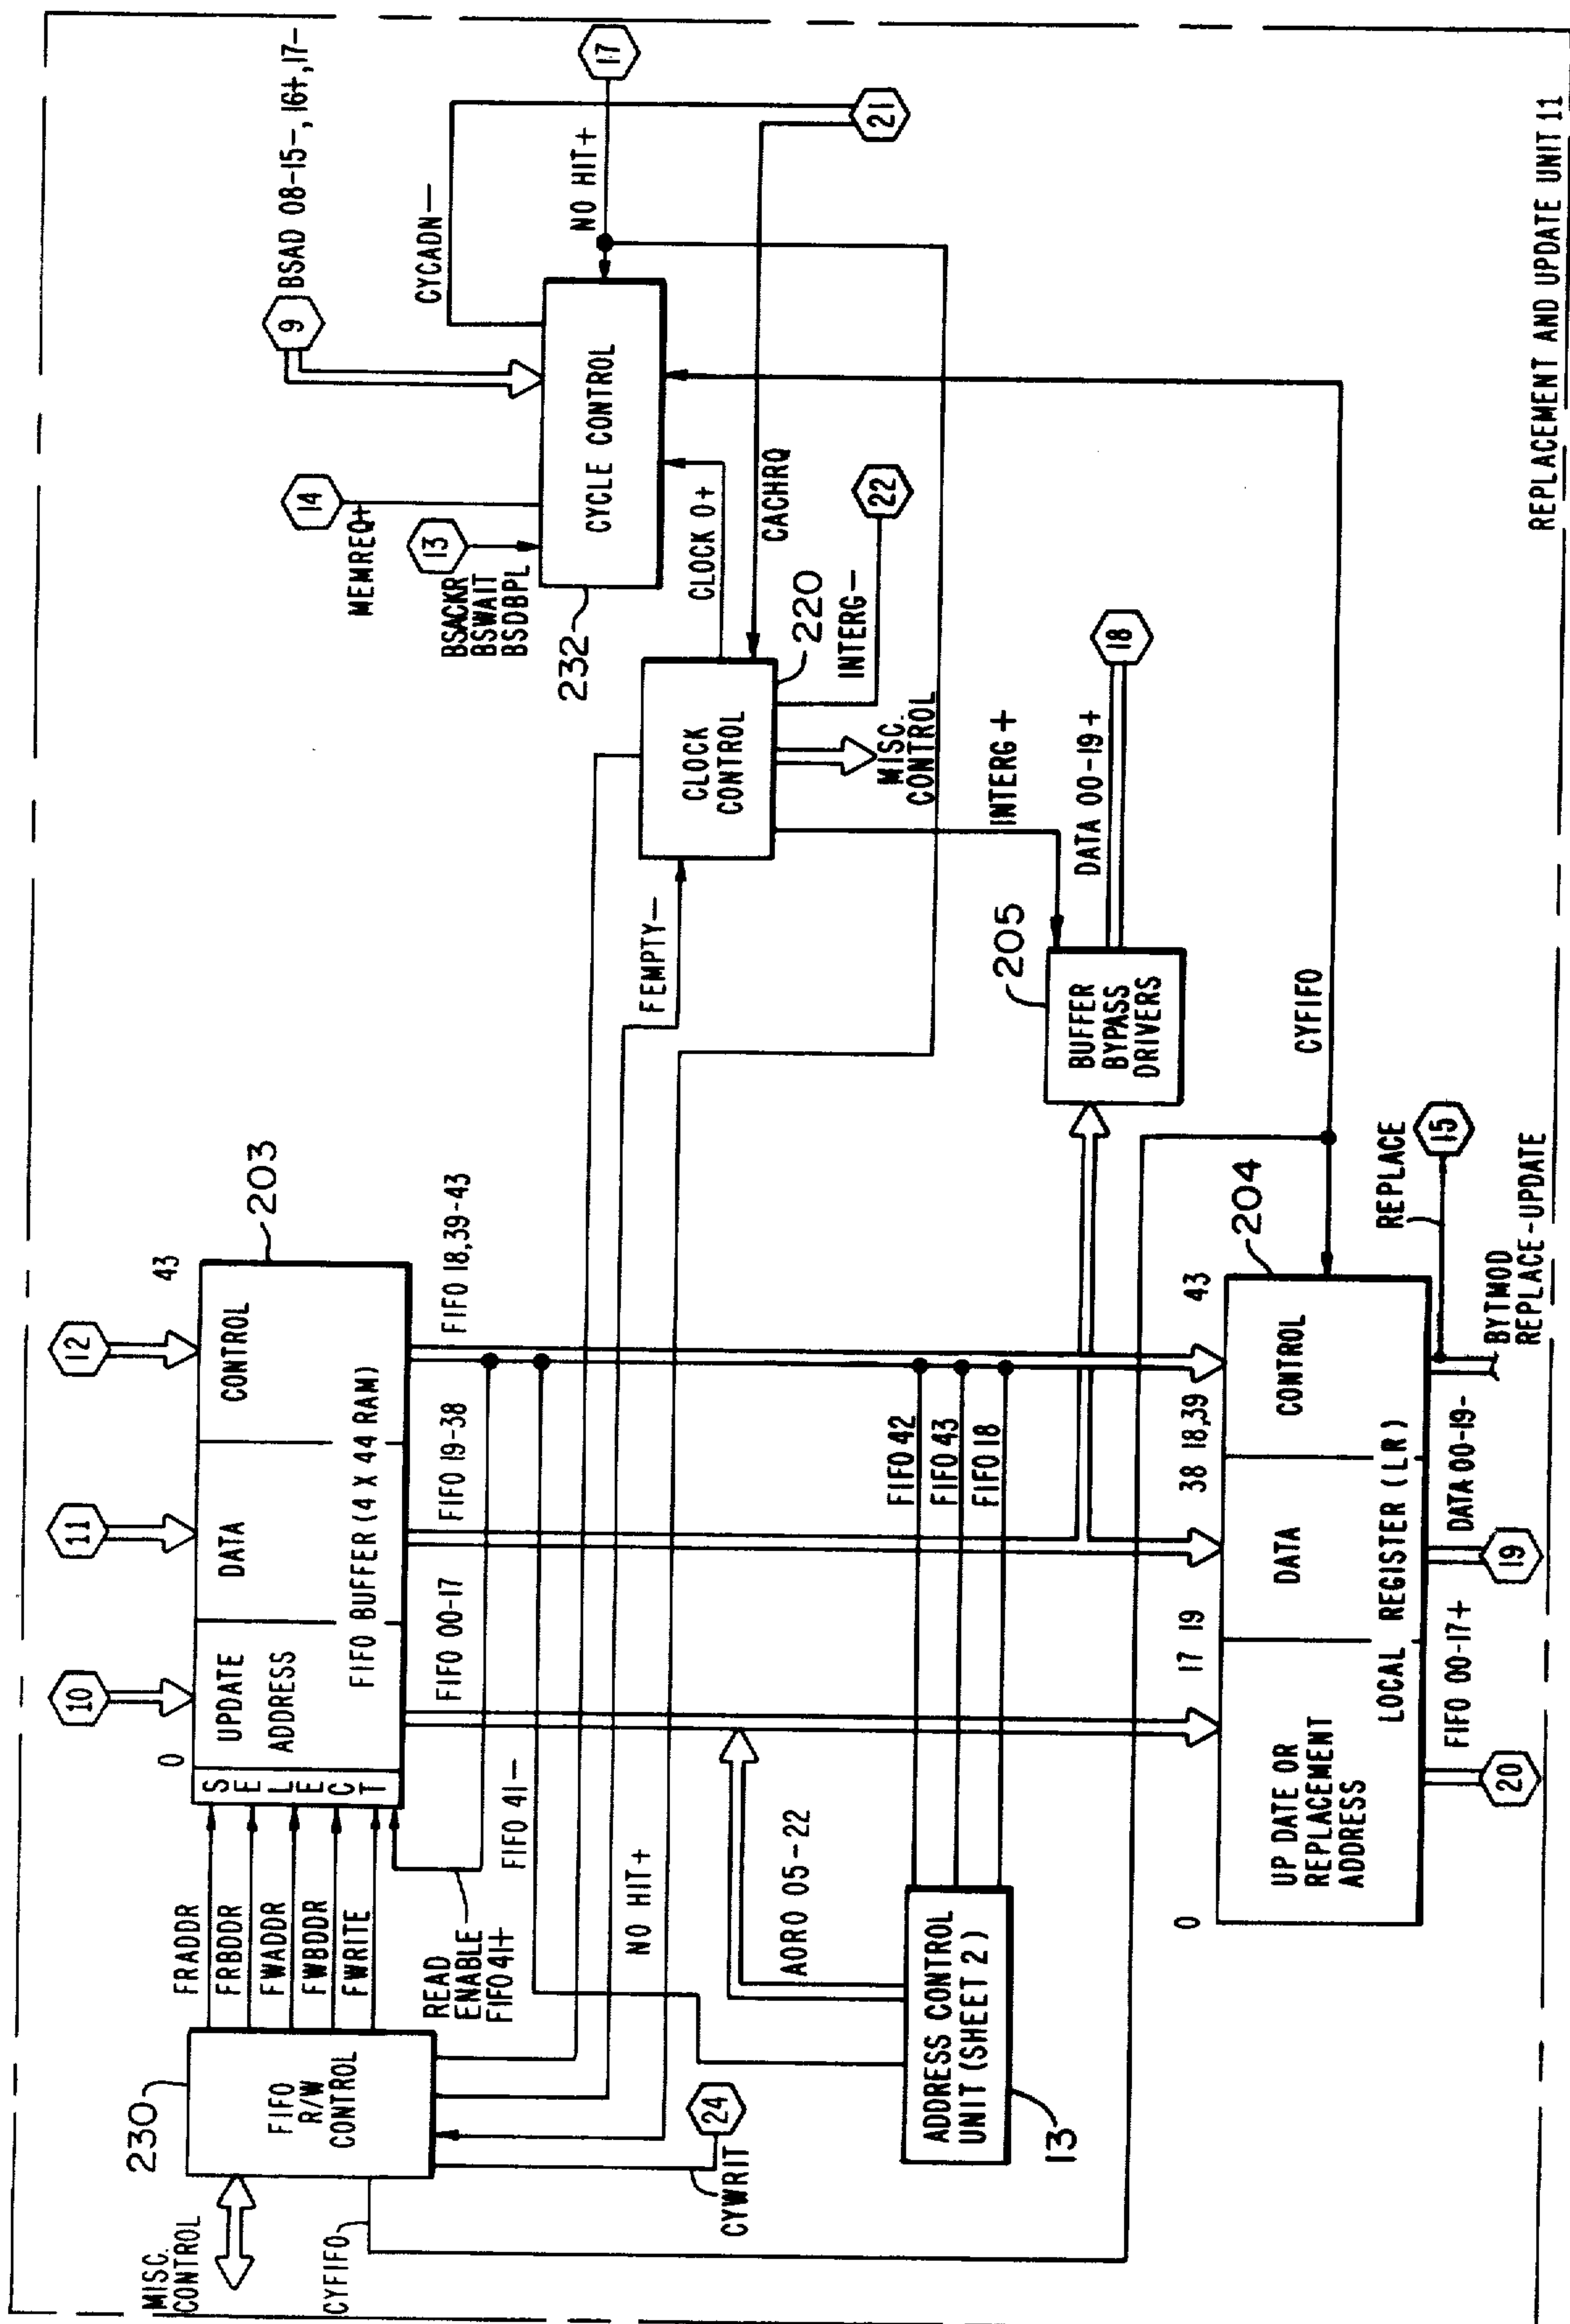 MISC.
CONTROL
230
FIFO
R/W
CONTROL
CYFIFO
CYWRIT
24
FRADDR
FRBDDR
FWADDR
FWBDDR
FWRITE
READ
ENABLE
FIFO 41+
FIFO 41-
NO HIT+
SELECT
10
11
12
0
43
203
UPDATE
ADDRESS
DATA
CONTROL
FIFO BUFFER (4 X 44 RAM)
FIFO 00-17
FIFO 19-38
FIFO 18,39-43
AORO 05-22
ADDRESS CONTROL
UNIT (SHEET 2)
13
FIFO 42
FIFO 43
FIFO 18
0
17 19
38 18,39
43
204
UP DATE OR
REPLACEMENT
ADDRESS
DATA
CONTROL
LOCAL REGISTER (LR)
FIFO 00-17+
20
DATA 00-19-
19
BYTMOD
REPLACE-UPDATE
REPLACE
15
CYFIFO
205
BUFFER
BYPASS
DRIVERS
DATA 00-19+
18
INTERG+
FEMPTY-
CLOCK
CONTROL
220
MISC.
CONTROL
INTERG-
22
CLOCK 0+
CACHRQ
21
232
CYCLE CONTROL
BSACKR
BSWAIT
BSDBPL
13
MEMREQ+
14
9
BSAD 08-15-,16+,17-
CYCADN-
NO HIT+
17
REPLACEMENT AND UPDATE UNIT 11